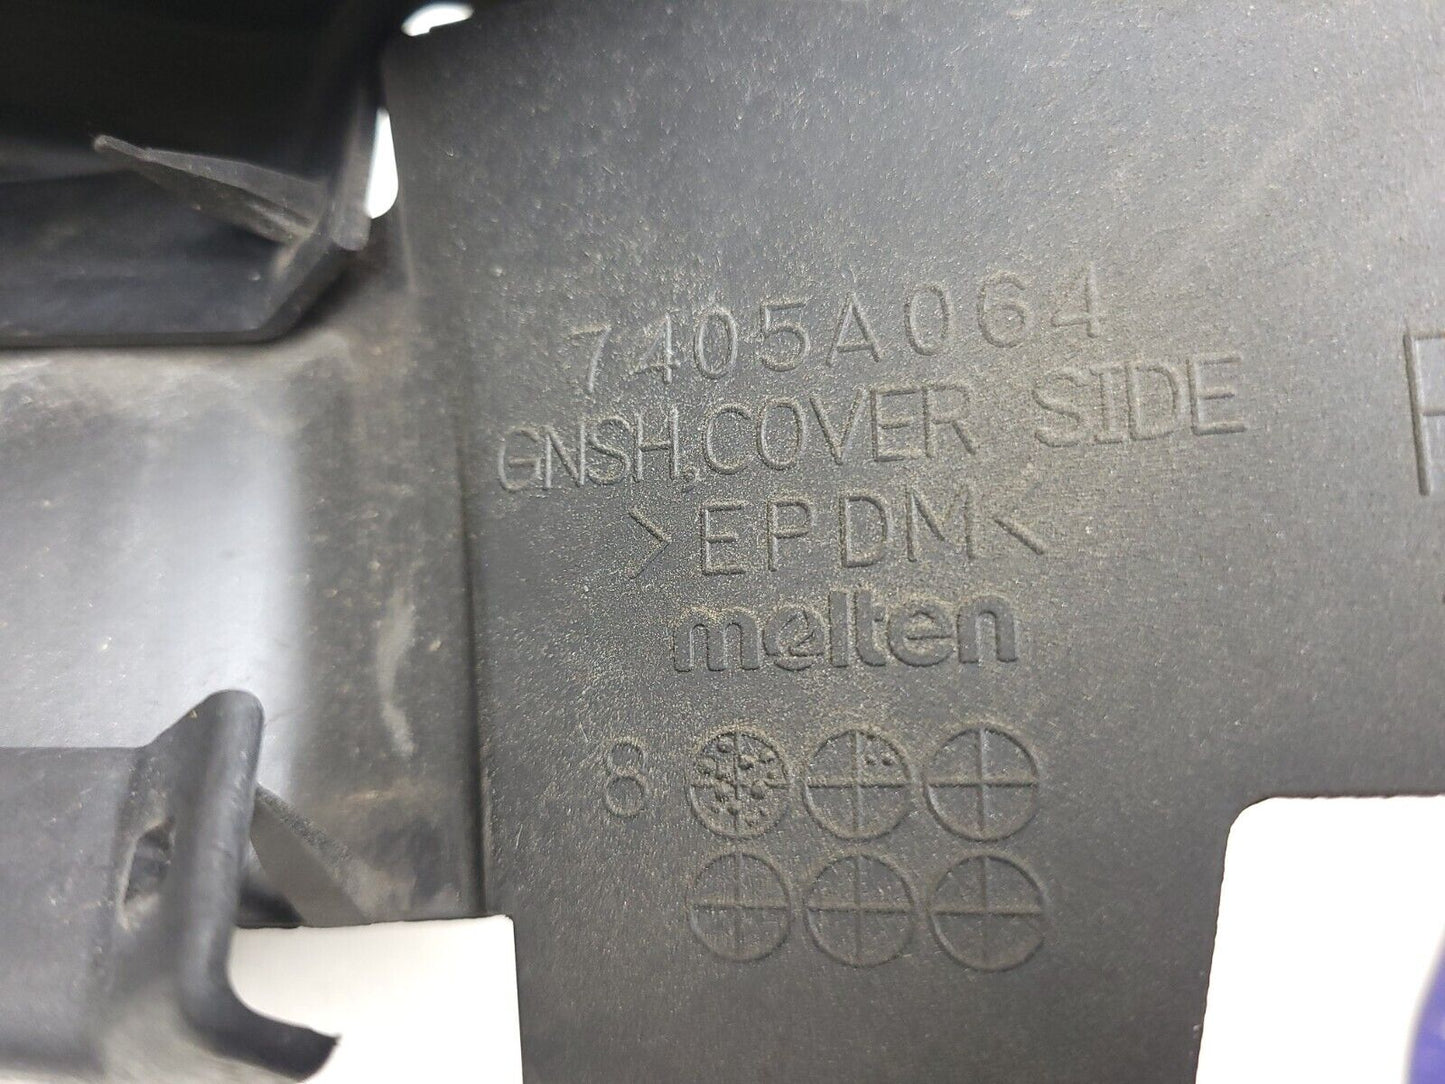 7405A064
GNSH,COVER SIDE
>EPDM<
melten
8